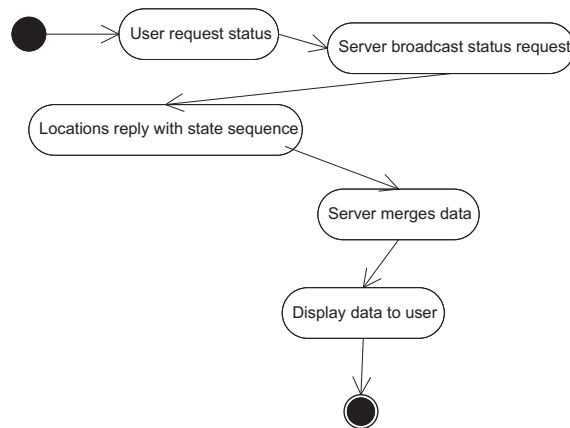 User request status
Server broadcast status request
Locations reply with state sequence
Server merges data
Display data to user